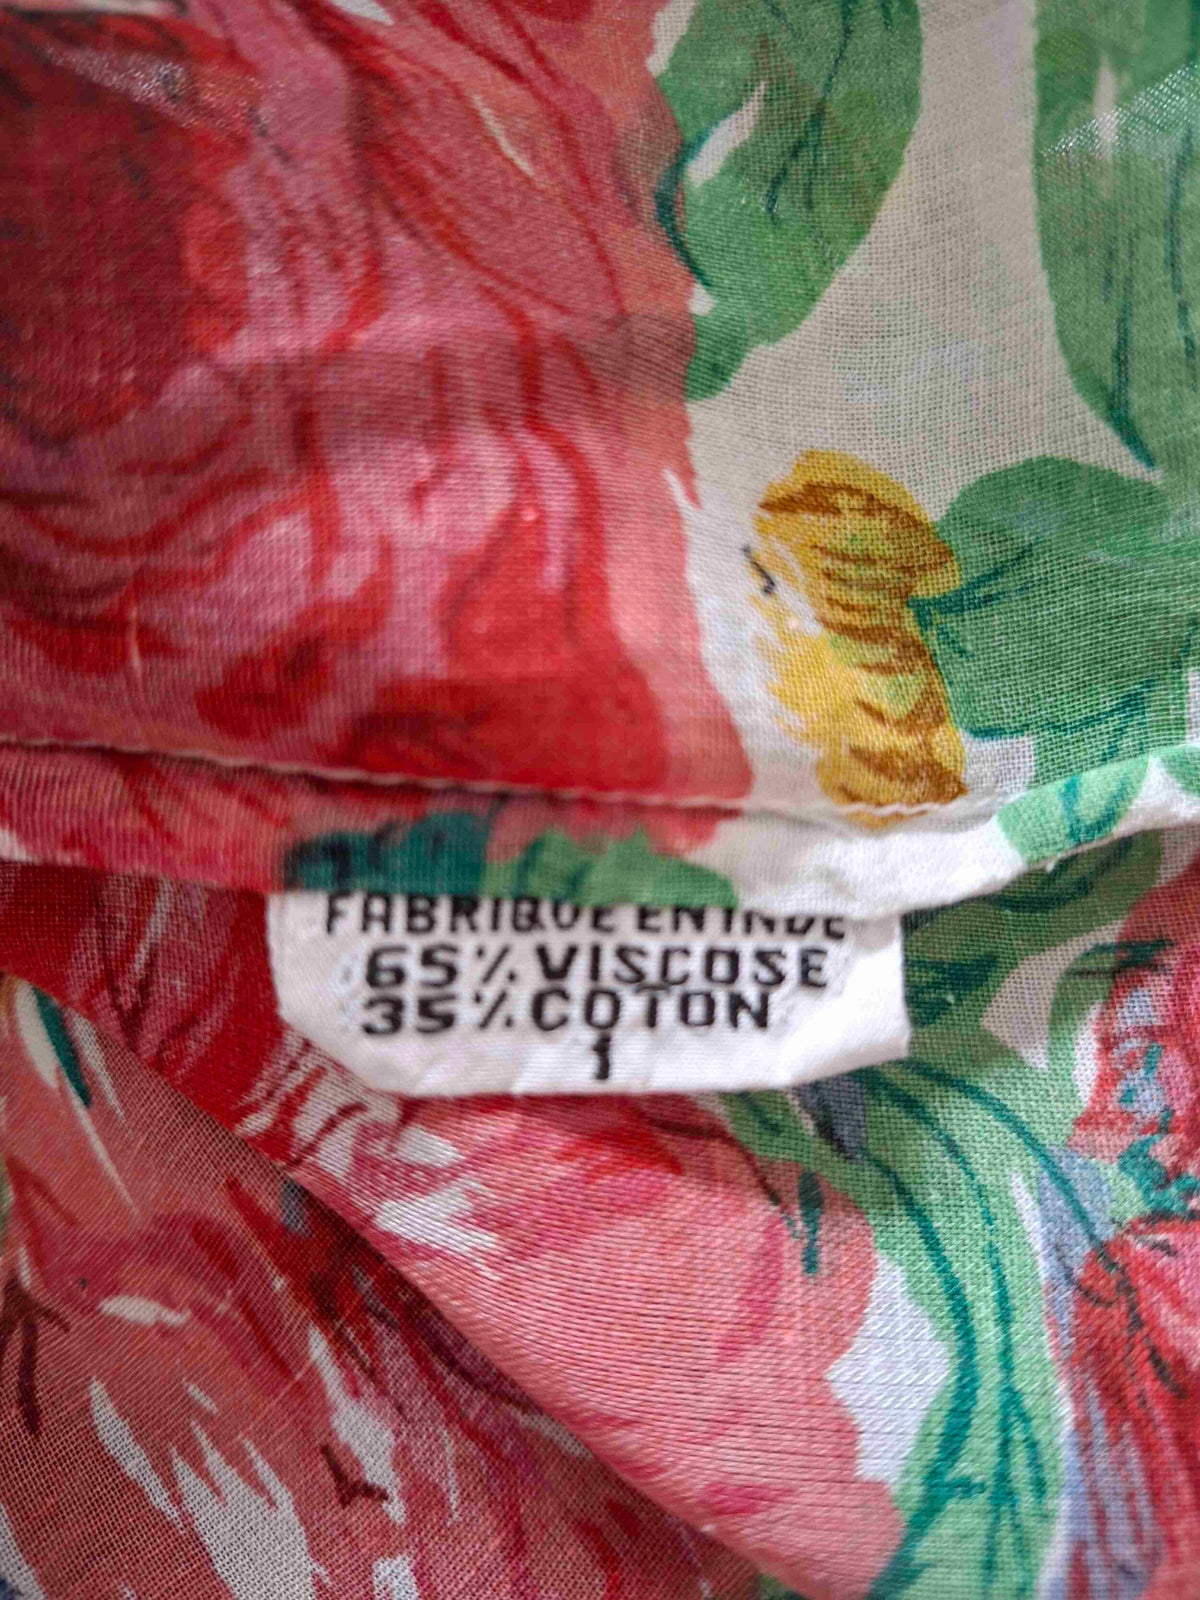 FABRIQUE EN INDE
65% VISCOSE
35% COTON
1